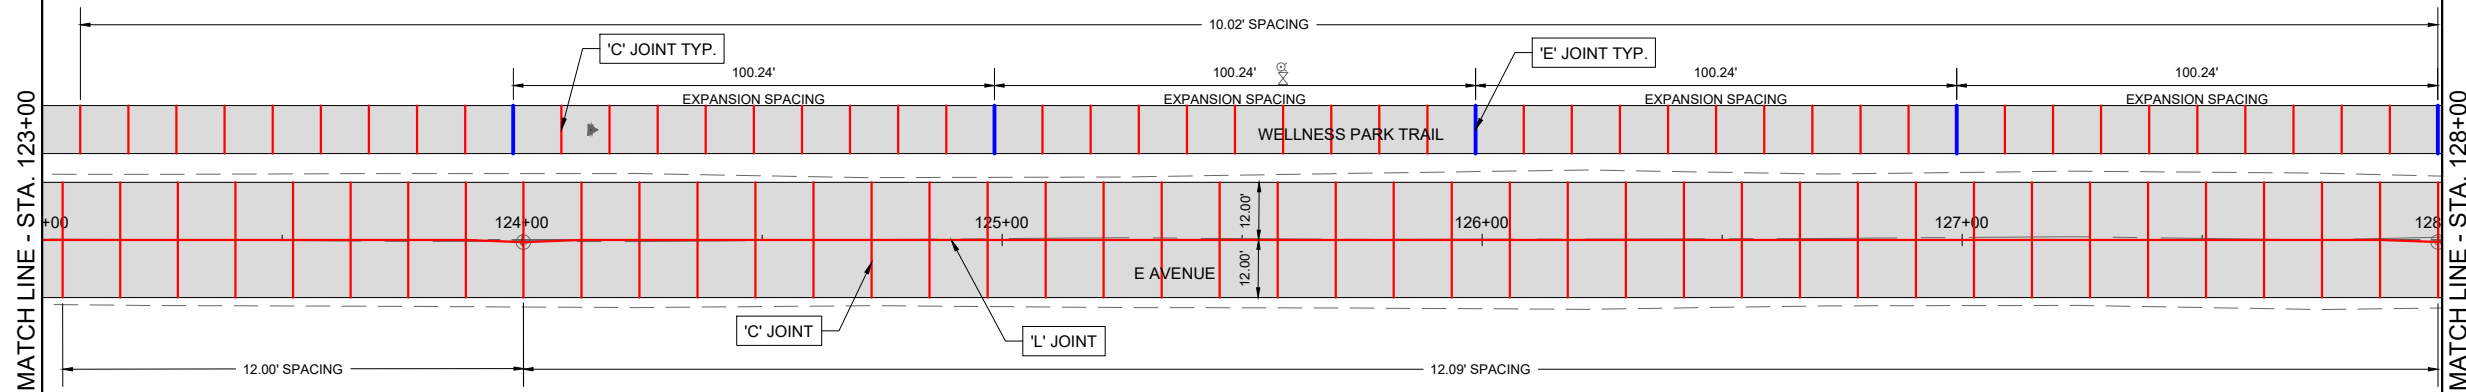 10.02' SPACING
'C' JOINT TYP.
'E' JOINT TYP.
100.24'
100.24'
100.24'
100.24'
EXPANSION SPACING
EXPANSION SPACING
EXPANSION SPACING
EXPANSION SPACING
WELLNESS PARK TRAIL
MATCH LINE - STA. 123+00
MATCH LINE - STA. 128+00
+00
124+00
125+00
126+00
127+00
128
12.00'
12.00'
E AVENUE
'C' JOINT
'L' JOINT
12.00' SPACING
12.09' SPACING